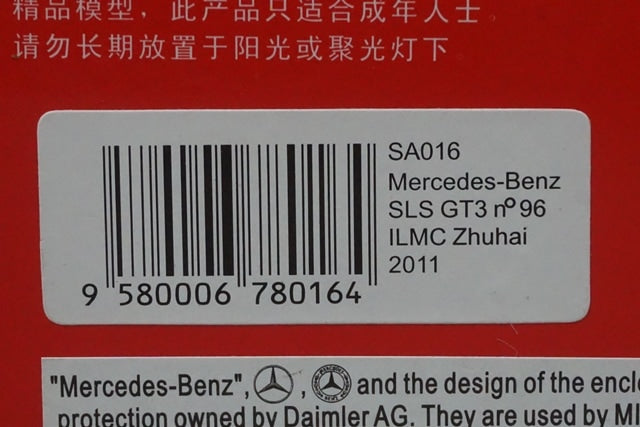 精品模型，此产品只适合成年人士
请勿长期放置于阳光或聚光灯下
SA016
Mercedes-Benz
SLS GT3 nº 96
ILMC Zhuhai
2011
9 580006 780164
"Mercedes-Benz", , and the design of the
protection owned by Daimler AG. They are used by